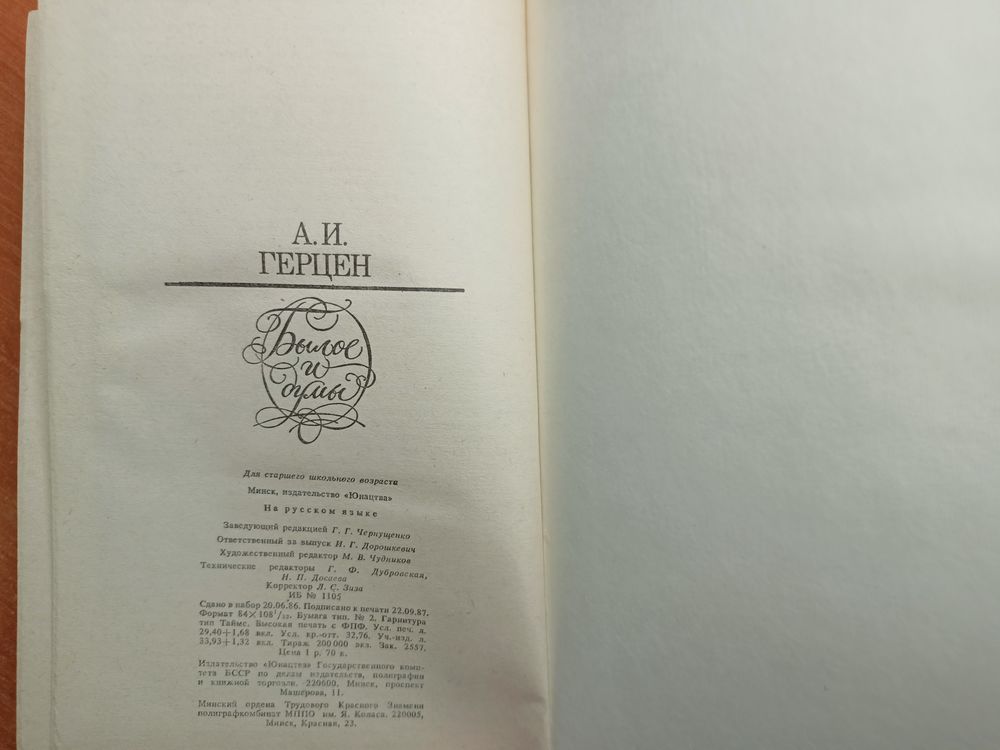 А. И.
ГЕРЦЕН
Былое
и
думы
Для старшего школьного возраста
Минск, издательство «Юнацтва»
На русском языке
Заведующий редакцией Г. Г. Чернущенко
Ответственный за выпуск И. Г. Дорошкевич
Художественный редактор М. В. Чудников
Технические редакторы Г. Ф. Дубровская,
Н. П. Досаева
Корректор Л. С. Зиза
ИБ № 1105
Сдано в набор 20.06.86. Подписано к печати 22.09.87.
Формат 84×108¹/₃₂. Бумага тип. № 2. Гарнитура
тип Таймс. Высокая печать с ФПФ. Усл. печ. л.
29,40+1,68 вкл. Усл. кр.-отт. 32,76. Уч.-изд. л.
33,93+1,32 вкл. Тираж 200 000 экз. Зак. 2557.
Цена 1 р. 70 к.
Издательство «Юнацтва» Государственного коми-
тета БССР по делам издательств, полиграфии
и книжной торговли. 220600, Минск, проспект
Машерова, 11.
Минский ордена Трудового Красного Знамени
полиграфкомбинат МППО им. Я. Коласа. 220005,
Минск, Красная, 23.